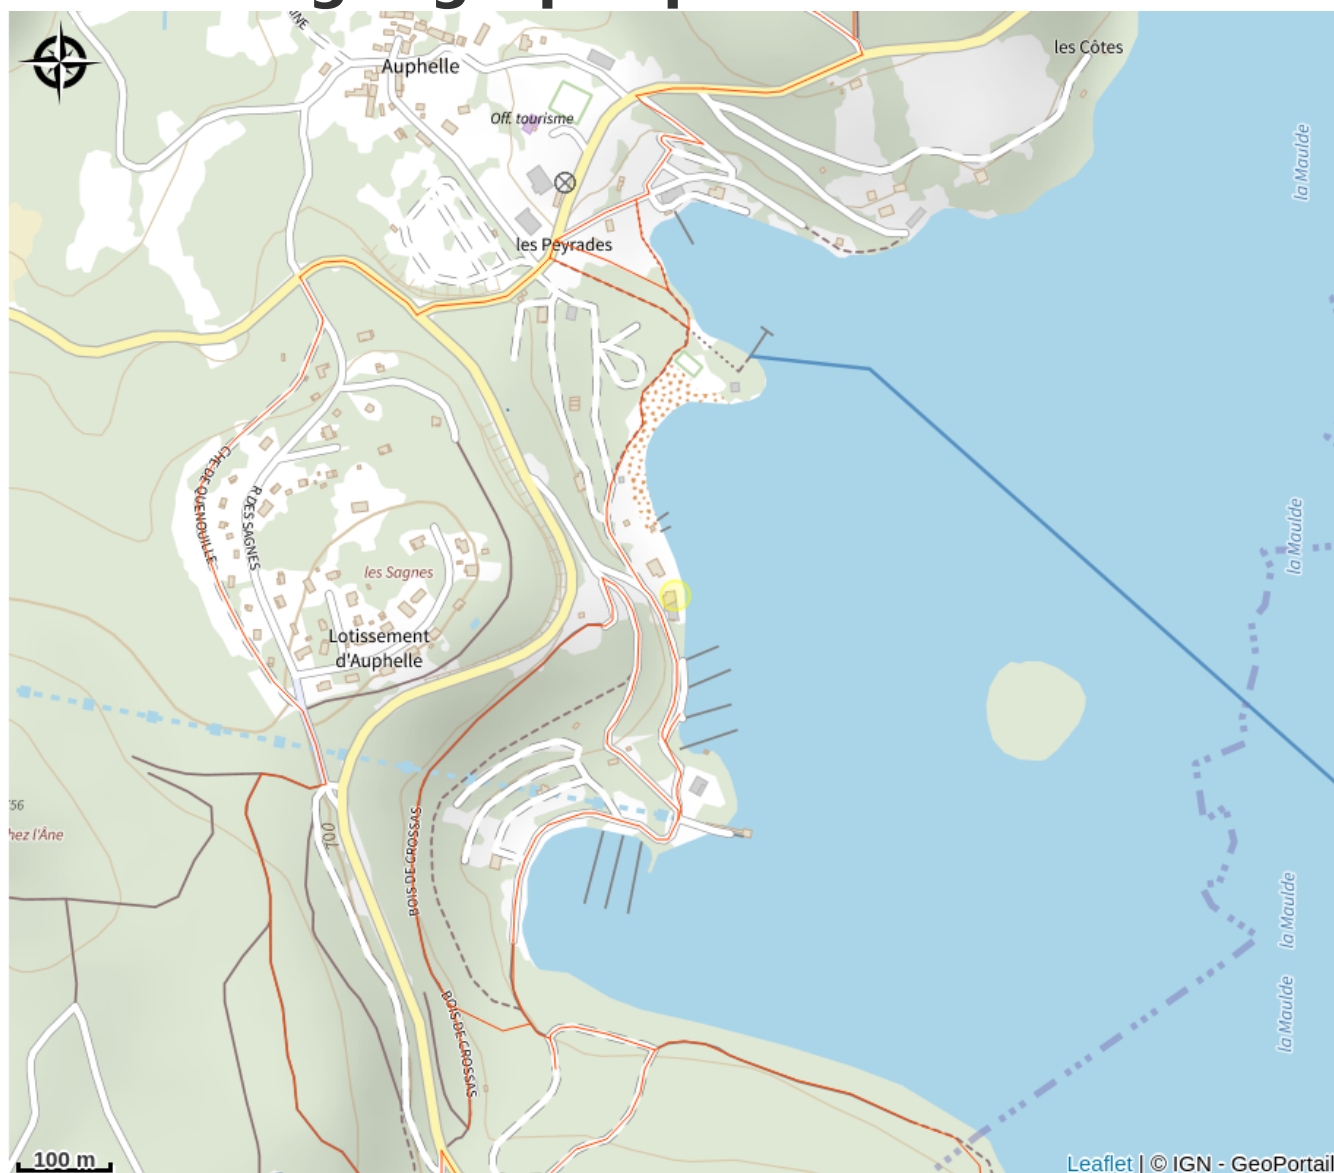 les Côtes
Auphelle
Off. tourisme
la Maulde
les Peyrades
CHE DE QUENOUILLE
R DES SAGNES
la Maulde
les Sagnes
Lotissement
d'Auphelle
700
hez l'Âne
BOIS DE CROSSAS
la Maulde
la Maulde
BOIS DE CROSSAS
100 m
Leaflet | © IGN - GeoPortail